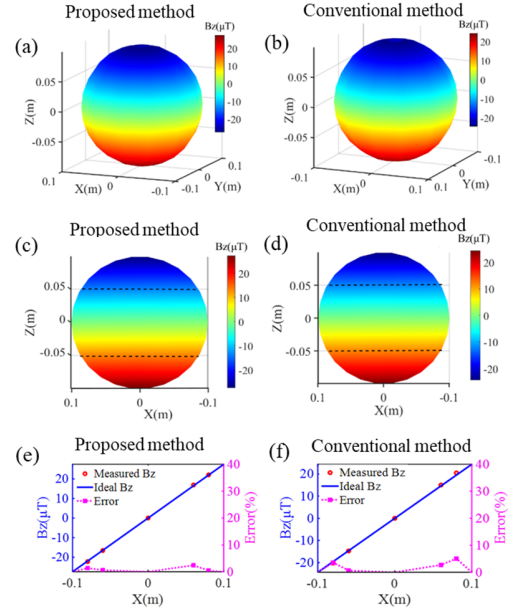 Proposed method
Conventional method
(a)
Bz(μT)
20
10
0
-10
-20
Z(m)
0.05
0
-0.05
0.1
0
-0.1
X(m)
0.1
0
-0.1
Y(m)
(b)
Bz(μT)
20
10
0
-10
-20
Z(m)
0.05
0
-0.05
0.1
0
-0.1
X(m)
0.1
0
Y(m)
Proposed method
Conventional method
(c)
Bz(μT)
20
10
0
-10
-20
Z(m)
0.05
0
-0.05
0.1
0
-0.1
X(m)
(d)
Bz(μT)
20
10
0
-10
-20
Z(m)
0.05
0
-0.05
0.1
0
-0.1
X(m)
Proposed method
Conventional method
(e)
Measured Bz
Ideal Bz
Error
Bz(μT)
20
10
0
-10
-20
Error(%)
40
30
20
10
0
-0.1
0
0.1
X(m)
(f)
Measured Bz
Ideal Bz
Error
Bz(μT)
20
10
0
-10
-20
Error(%)
40
30
20
10
0
-0.1
0
0.1
X(m)